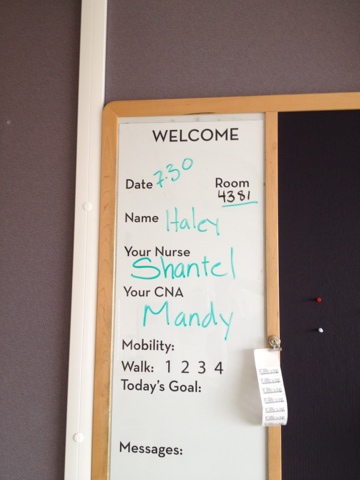 WELCOME
Date 7.30
Room
4381
Name Haley
Your Nurse
Shantel
Your CNA
Mandy
Mobility:
Walk: 1 2 3 4
Today's Goal:
Messages: